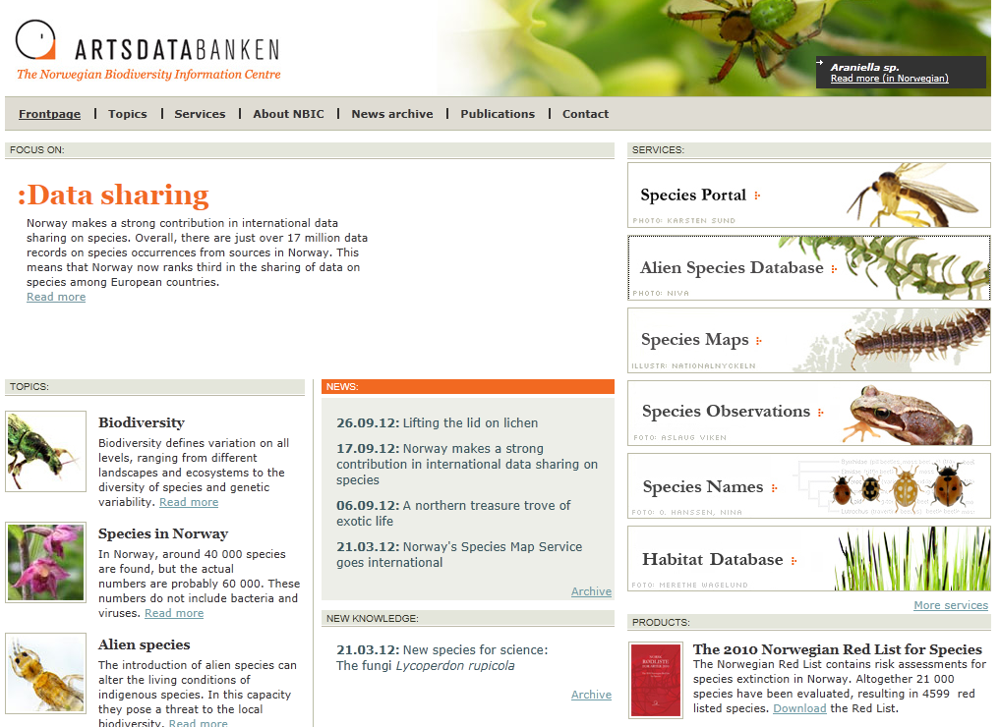 ARTSDATABANKEN
The Norwegian Biodiversity Information Centre
Araniella sp.
Read more (in Norwegian)
Frontpage | Topics | Services | About NBIC | News archive | Publications | Contact
FOCUS ON:
:Data sharing
Norway makes a strong contribution in international data
sharing on species. Overall, there are just over 17 million data
records on species occurrences from sources in Norway. This
means that Norway now ranks third in the sharing of data on
species among European countries.
Read more
TOPICS:
Biodiversity
Biodiversity defines variation on all
levels, ranging from different
landscapes and ecosystems to the
diversity of species and genetic
variability. Read more
Species in Norway
In Norway, around 40 000 species
are found, but the actual
numbers are probably 60 000. These
numbers do not include bacteria and
viruses. Read more
Alien species
The introduction of alien species can
alter the living conditions of
indigenous species. In this capacity
they pose a threat to the local
biodiversity. Read more
NEWS:
26.09.12: Lifting the lid on lichen
17.09.12: Norway makes a strong
contribution in international data sharing on
species
06.09.12: A northern treasure trove of
exotic life
21.03.12: Norway's Species Map Service
goes international
Archive
NEW KNOWLEDGE:
21.03.12: New species for science:
The fungi Lycoperdon rupicola
Archive
SERVICES:
Species Portal
PHOTO: KARSTEN SUND
Alien Species Database
PHOTO: NIVA
Species Maps
ILLUSTR: NATIONALNYCKELN
Species Observations
FOTO: ASLAUG VIKEN
Species Names
FOTO: O. HANSSEN, NINA
Habitat Database
FOTO: MERETHE WAGELUND
More services
PRODUCTS:
The 2010 Norwegian Red List for Species
The Norwegian Red List contains risk assessments for
species extinction in Norway. Altogether 21 000
species have been evaluated, resulting in 4599 red
listed species. Download the Red List.